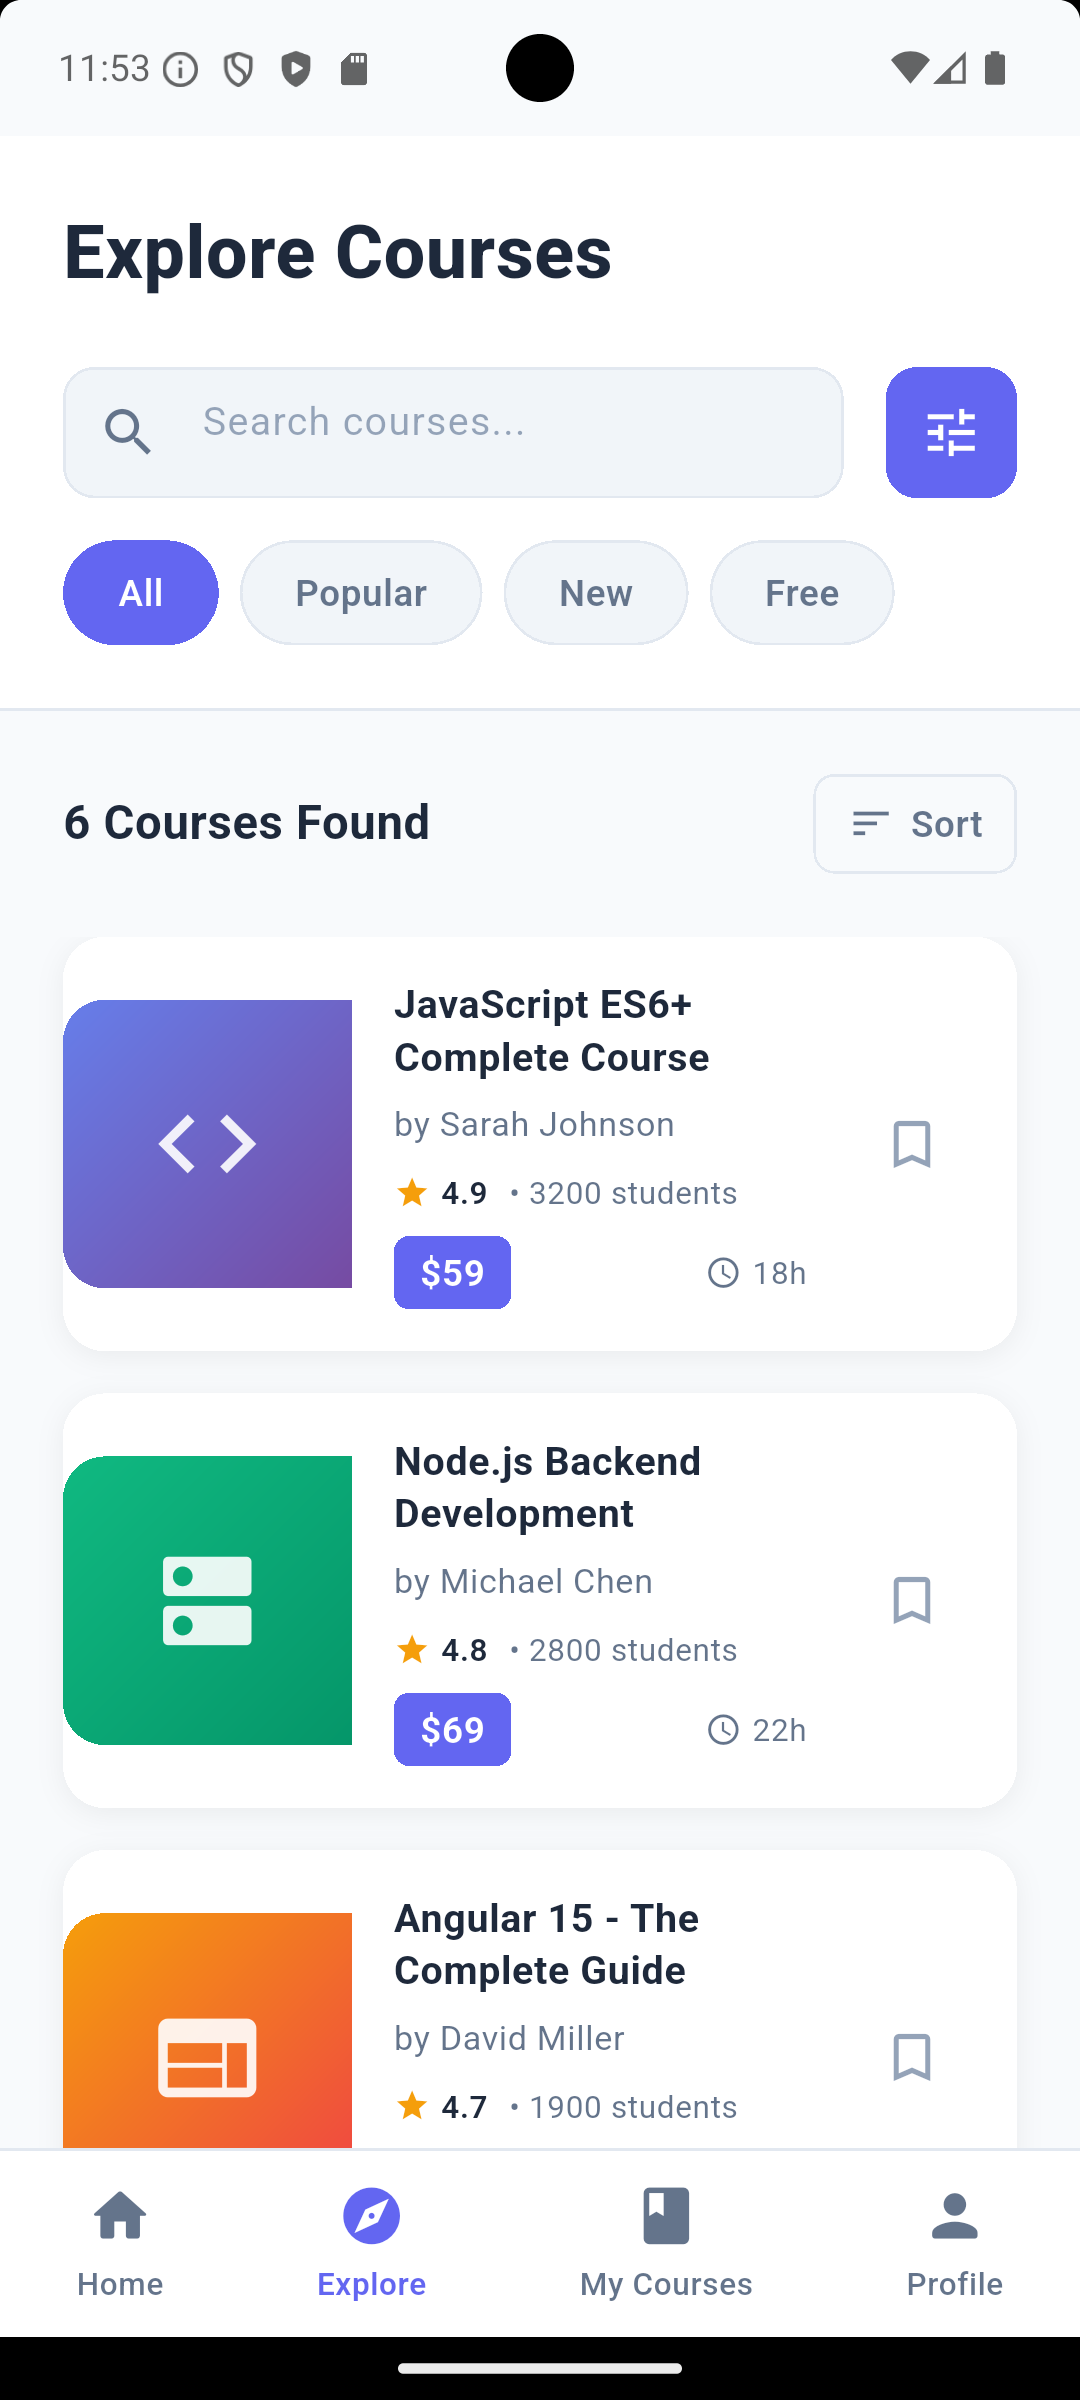 11:53
Explore Courses
Search courses...
All
Popular
New
Free
6 Courses Found
Sort
JavaScript ES6+
Complete Course
by Sarah Johnson
4.9 • 3200 students
$59
18h
Node.js Backend
Development
by Michael Chen
4.8 • 2800 students
$69
22h
Angular 15 - The
Complete Guide
by David Miller
4.7 • 1900 students
Home
Explore
My Courses
Profile